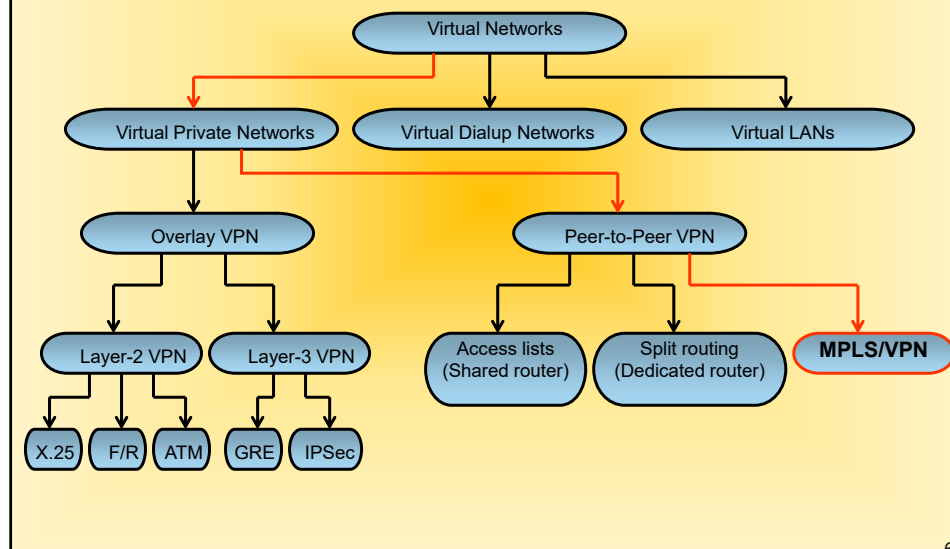 Virtual Networks
Virtual Private Networks
Virtual Dialup Networks
Virtual LANs
Overlay VPN
Peer-to-Peer VPN
Layer-2 VPN
Layer-3 VPN
Access lists
(Shared router)
Split routing
(Dedicated router)
MPLS/VPN
X.25
F/R
ATM
GRE
IPSec